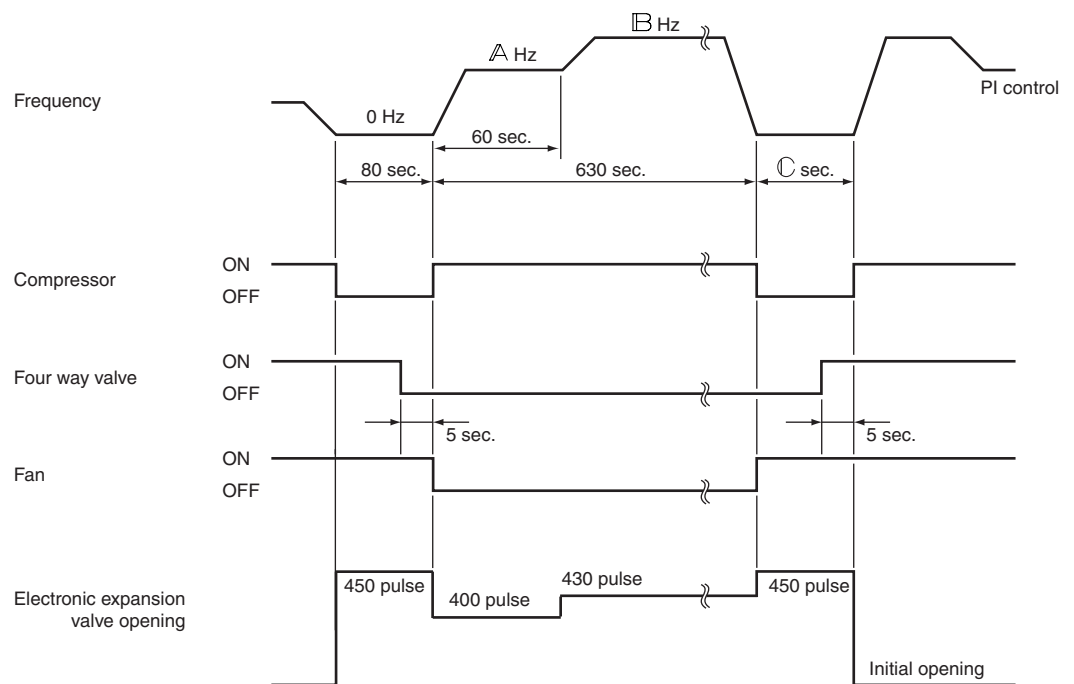 𝔹 Hz
𝔸 Hz
Frequency
PI control
0 Hz
60 sec.
80 sec.
630 sec.
ℂ sec.
Compressor
ON
OFF
Four way valve
ON
OFF
5 sec.
5 sec.
Fan
ON
OFF
Electronic expansion
valve opening
450 pulse
400 pulse
430 pulse
450 pulse
Initial opening